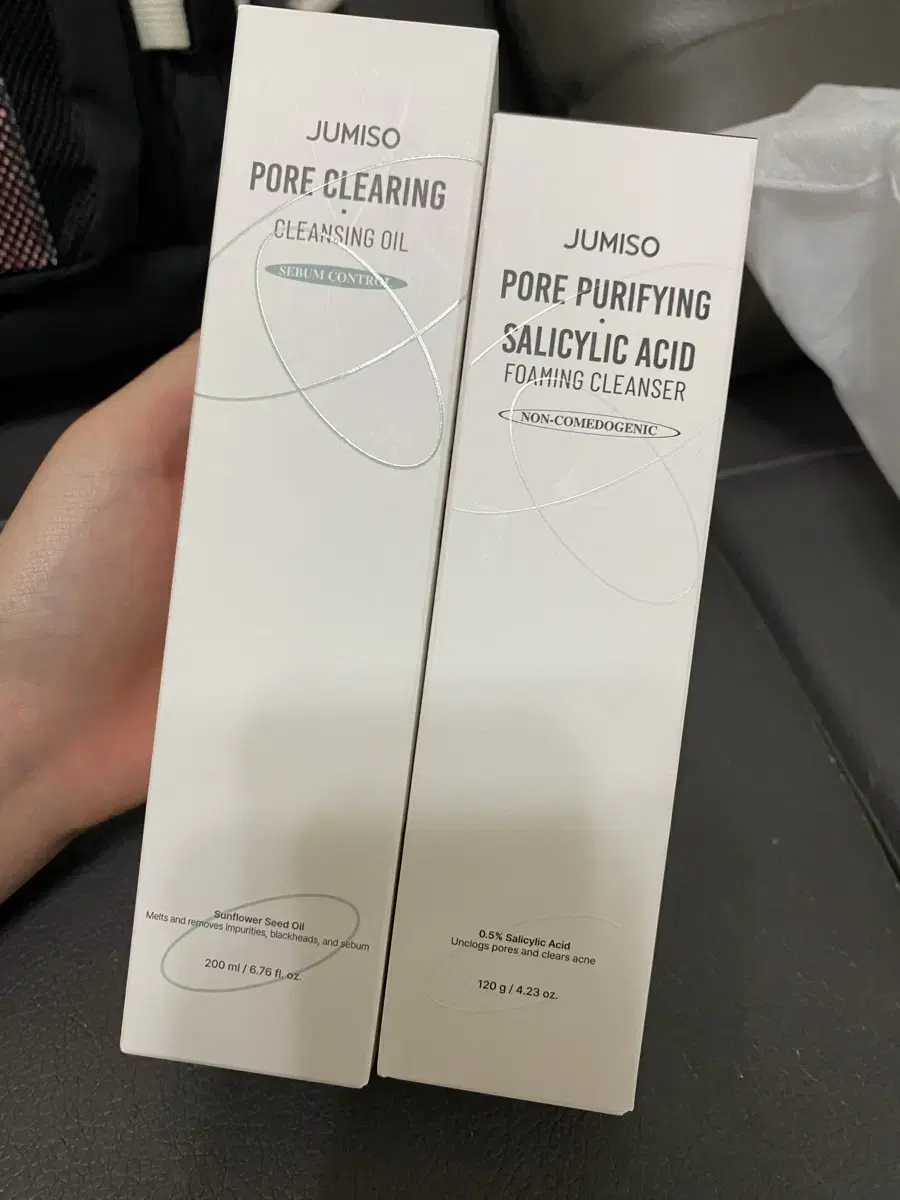 JUMISO
PORE CLEARING
·
CLEANSING OIL
SEBUM CONTROL
Sunflower Seed Oil
Melts and removes impurities, blackheads, and sebum
200 ml / 6.76 fl. oz.
JUMISO
PORE PURIFYING
·
SALICYLIC ACID
FOAMING CLEANSER
NON-COMEDOGENIC
0.5% Salicylic Acid
Unclogs pores and clears acne
120 g / 4.23 oz.